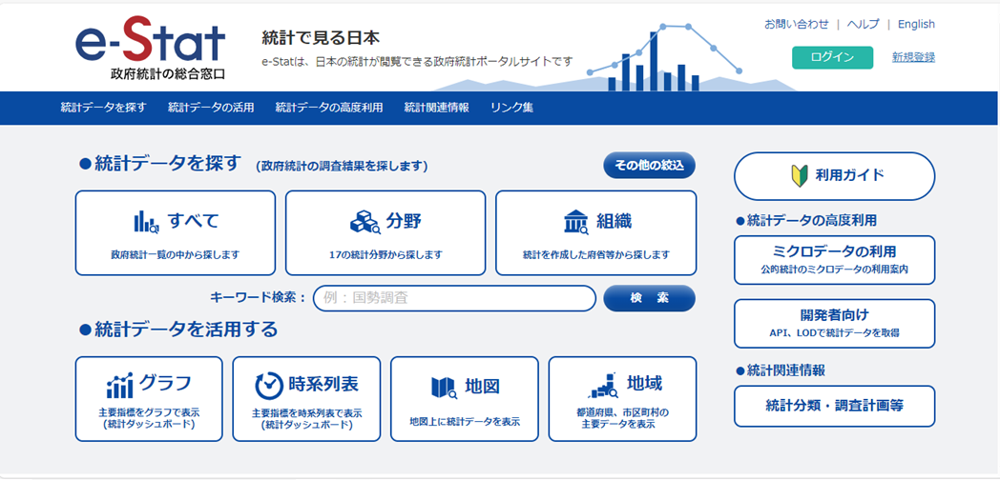 e-Stat
政府統計の総合窓口
統計で見る日本
e-Statは、日本の統計が閲覧できる政府統計ポータルサイトです
お問い合わせ | ヘルプ | English
ログイン
新規登録
統計データを探す 統計データの活用 統計データの高度利用 統計関連情報 リンク集
●統計データを探す (政府統計の調査結果を探します)
その他の絞込
すべて
政府統計一覧の中から探します
分野
17の統計分野から探します
組織
統計を作成した府省等から探します
キーワード検索：
例：国勢調査
検 索
●統計データを活用する
グラフ
主要指標をグラフで表示
(統計ダッシュボード)
時系列表
主要指標を時系列表で表示
(統計ダッシュボード)
地図
地図上に統計データを表示
地域
都道府県、市区町村の
主要データを表示
利用ガイド
●統計データの高度利用
ミクロデータの利用
公的統計のミクロデータの利用案内
開発者向け
API、LODで統計データを取得
●統計関連情報
統計分類・調査計画等